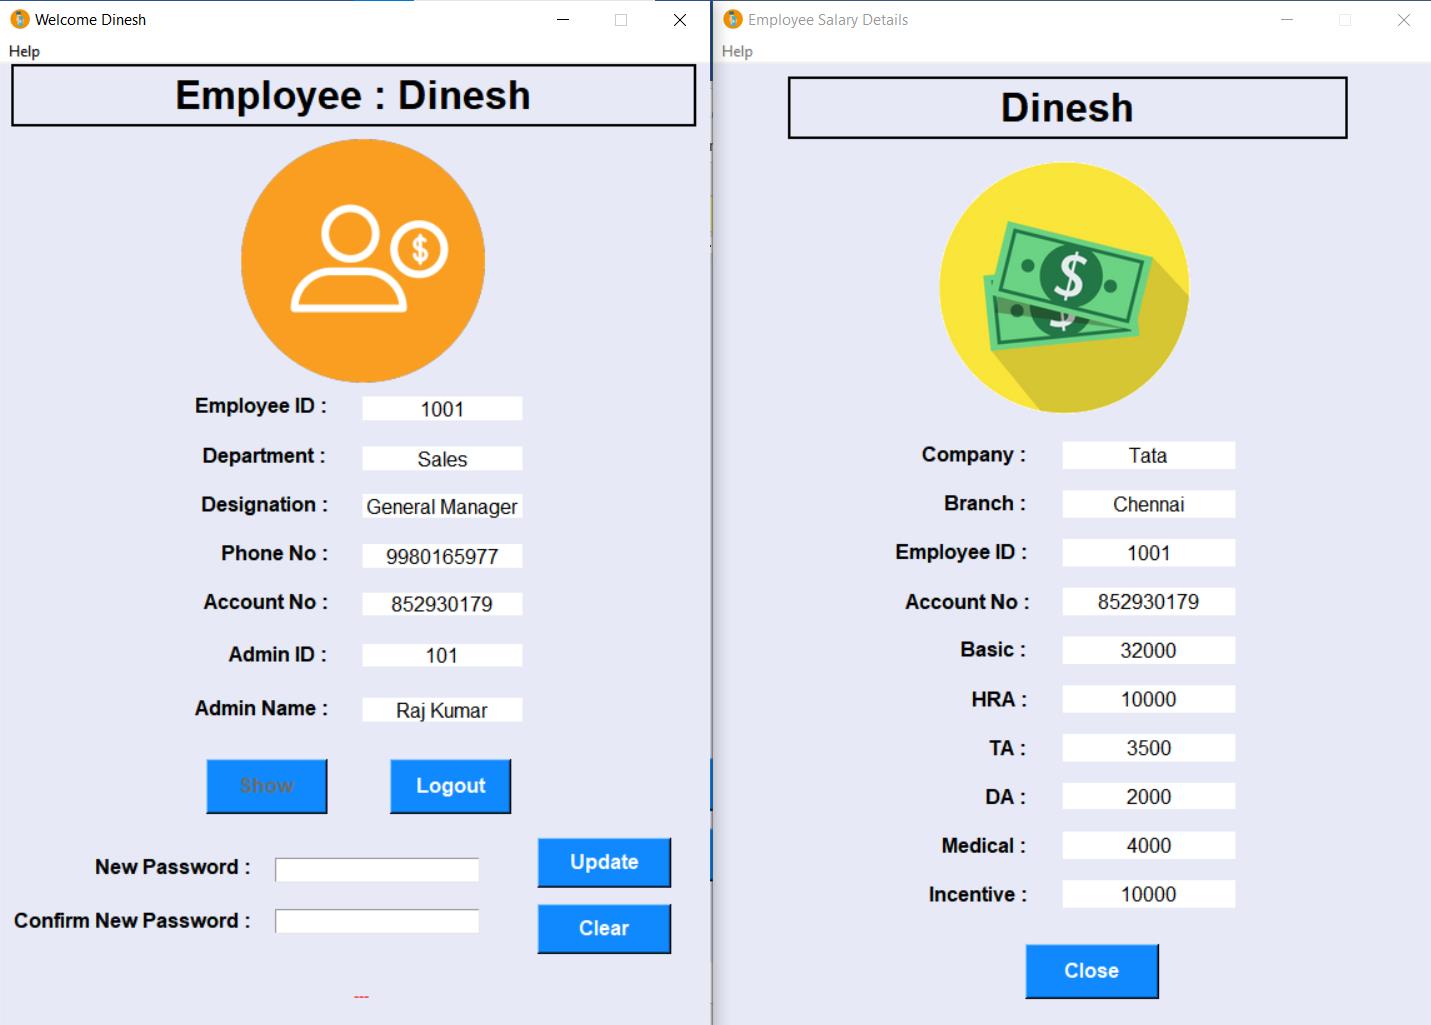 Welcome Dinesh
Help
Employee : Dinesh
$
Employee ID : 1001
Department : Sales
Designation : General Manager
Phone No : 9980165977
Account No : 852930179
Admin ID : 101
Admin Name : Raj Kumar
Show Logout
New Password :
Update
Confirm New Password :
Clear
---
Employee Salary Details
Help
Dinesh
$
$
Company : Tata
Branch : Chennai
Employee ID : 1001
Account No : 852930179
Basic : 32000
HRA : 10000
TA : 3500
DA : 2000
Medical : 4000
Incentive : 10000
Close